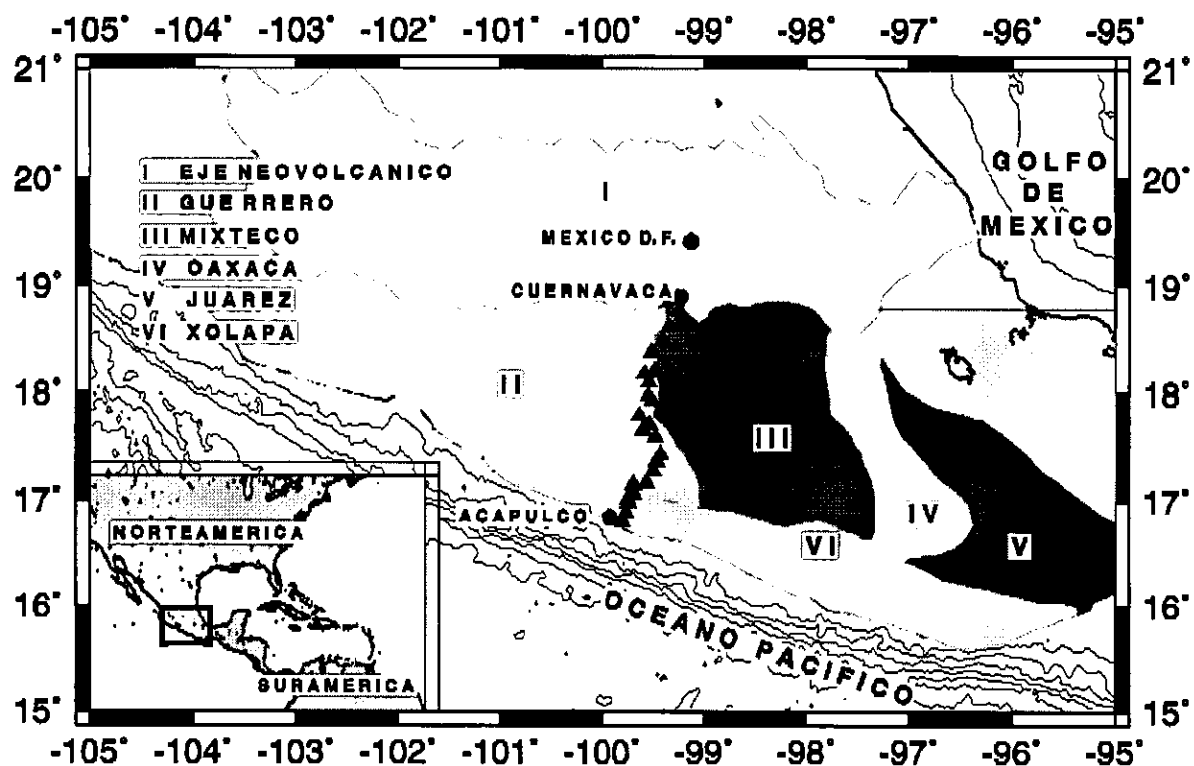 -105° -104° -103° -102° -101° -100° -99° -98° -97° -96° -95°
21° 21°
20° 20°
19° 19°
18° 18°
17° 17°
16° 16°
15° 15°
I EJE NEOVOLCANICO
II GUERRERO
III MIXTECO
IV OAXACA
V JUAREZ
VI XOLAPA
I
GOLFO
DE
MEXICO
MEXICO D.F.
CUERNAVACA
II
III
IV
V
VI
ACAPULCO
OCEANO PACIFICO
NORTEAMERICA
SURAMERICA
-105° -104° -103° -102° -101° -100° -99° -98° -97° -96° -95°